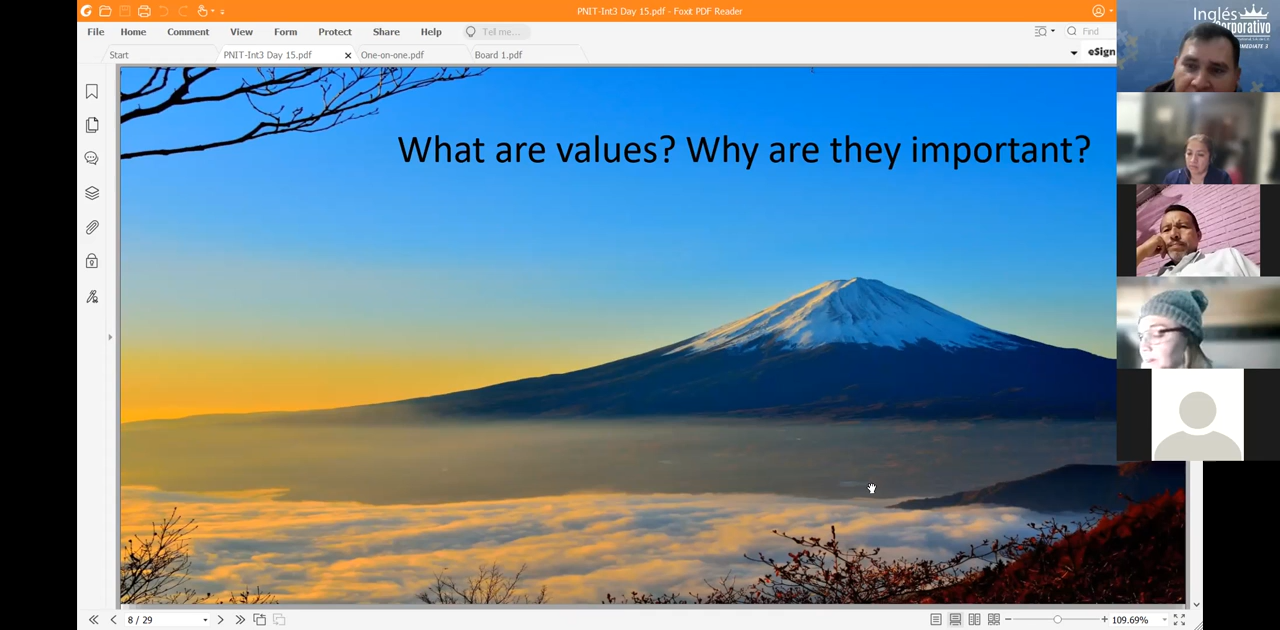 PNIT-Int3 Day 15.pdf - Foxit PDF Reader
File Home Comment View Form Protect Share Help Tell me... Find
Start PNIT-Int3 Day 15.pdf One-on-one.pdf Board 1.pdf eSign
Inglés
MEDIATE 3
What are values? Why are they important?
8 / 29 109.69%